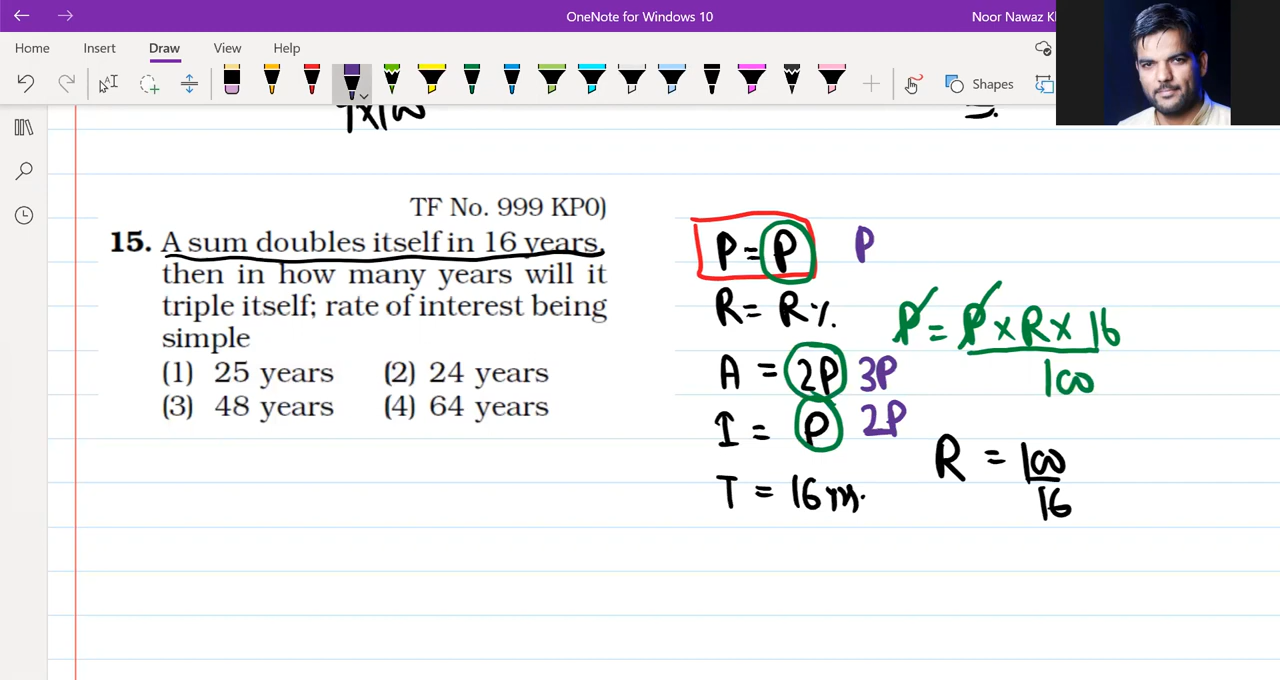 OneNote for Windows 10
Noor Nawaz Kh
Home Insert Draw View Help
Shapes
TF No. 999 KPO)
15. A sum doubles itself in 16 years,
then in how many years will it
triple itself; rate of interest being
simple
(1) 25 years (2) 24 years
(3) 48 years (4) 64 years
P = P P
R = R%.
A = 2P 3P
I = P 2P
T = 16
P = P × R × 16
100
R = 100
16